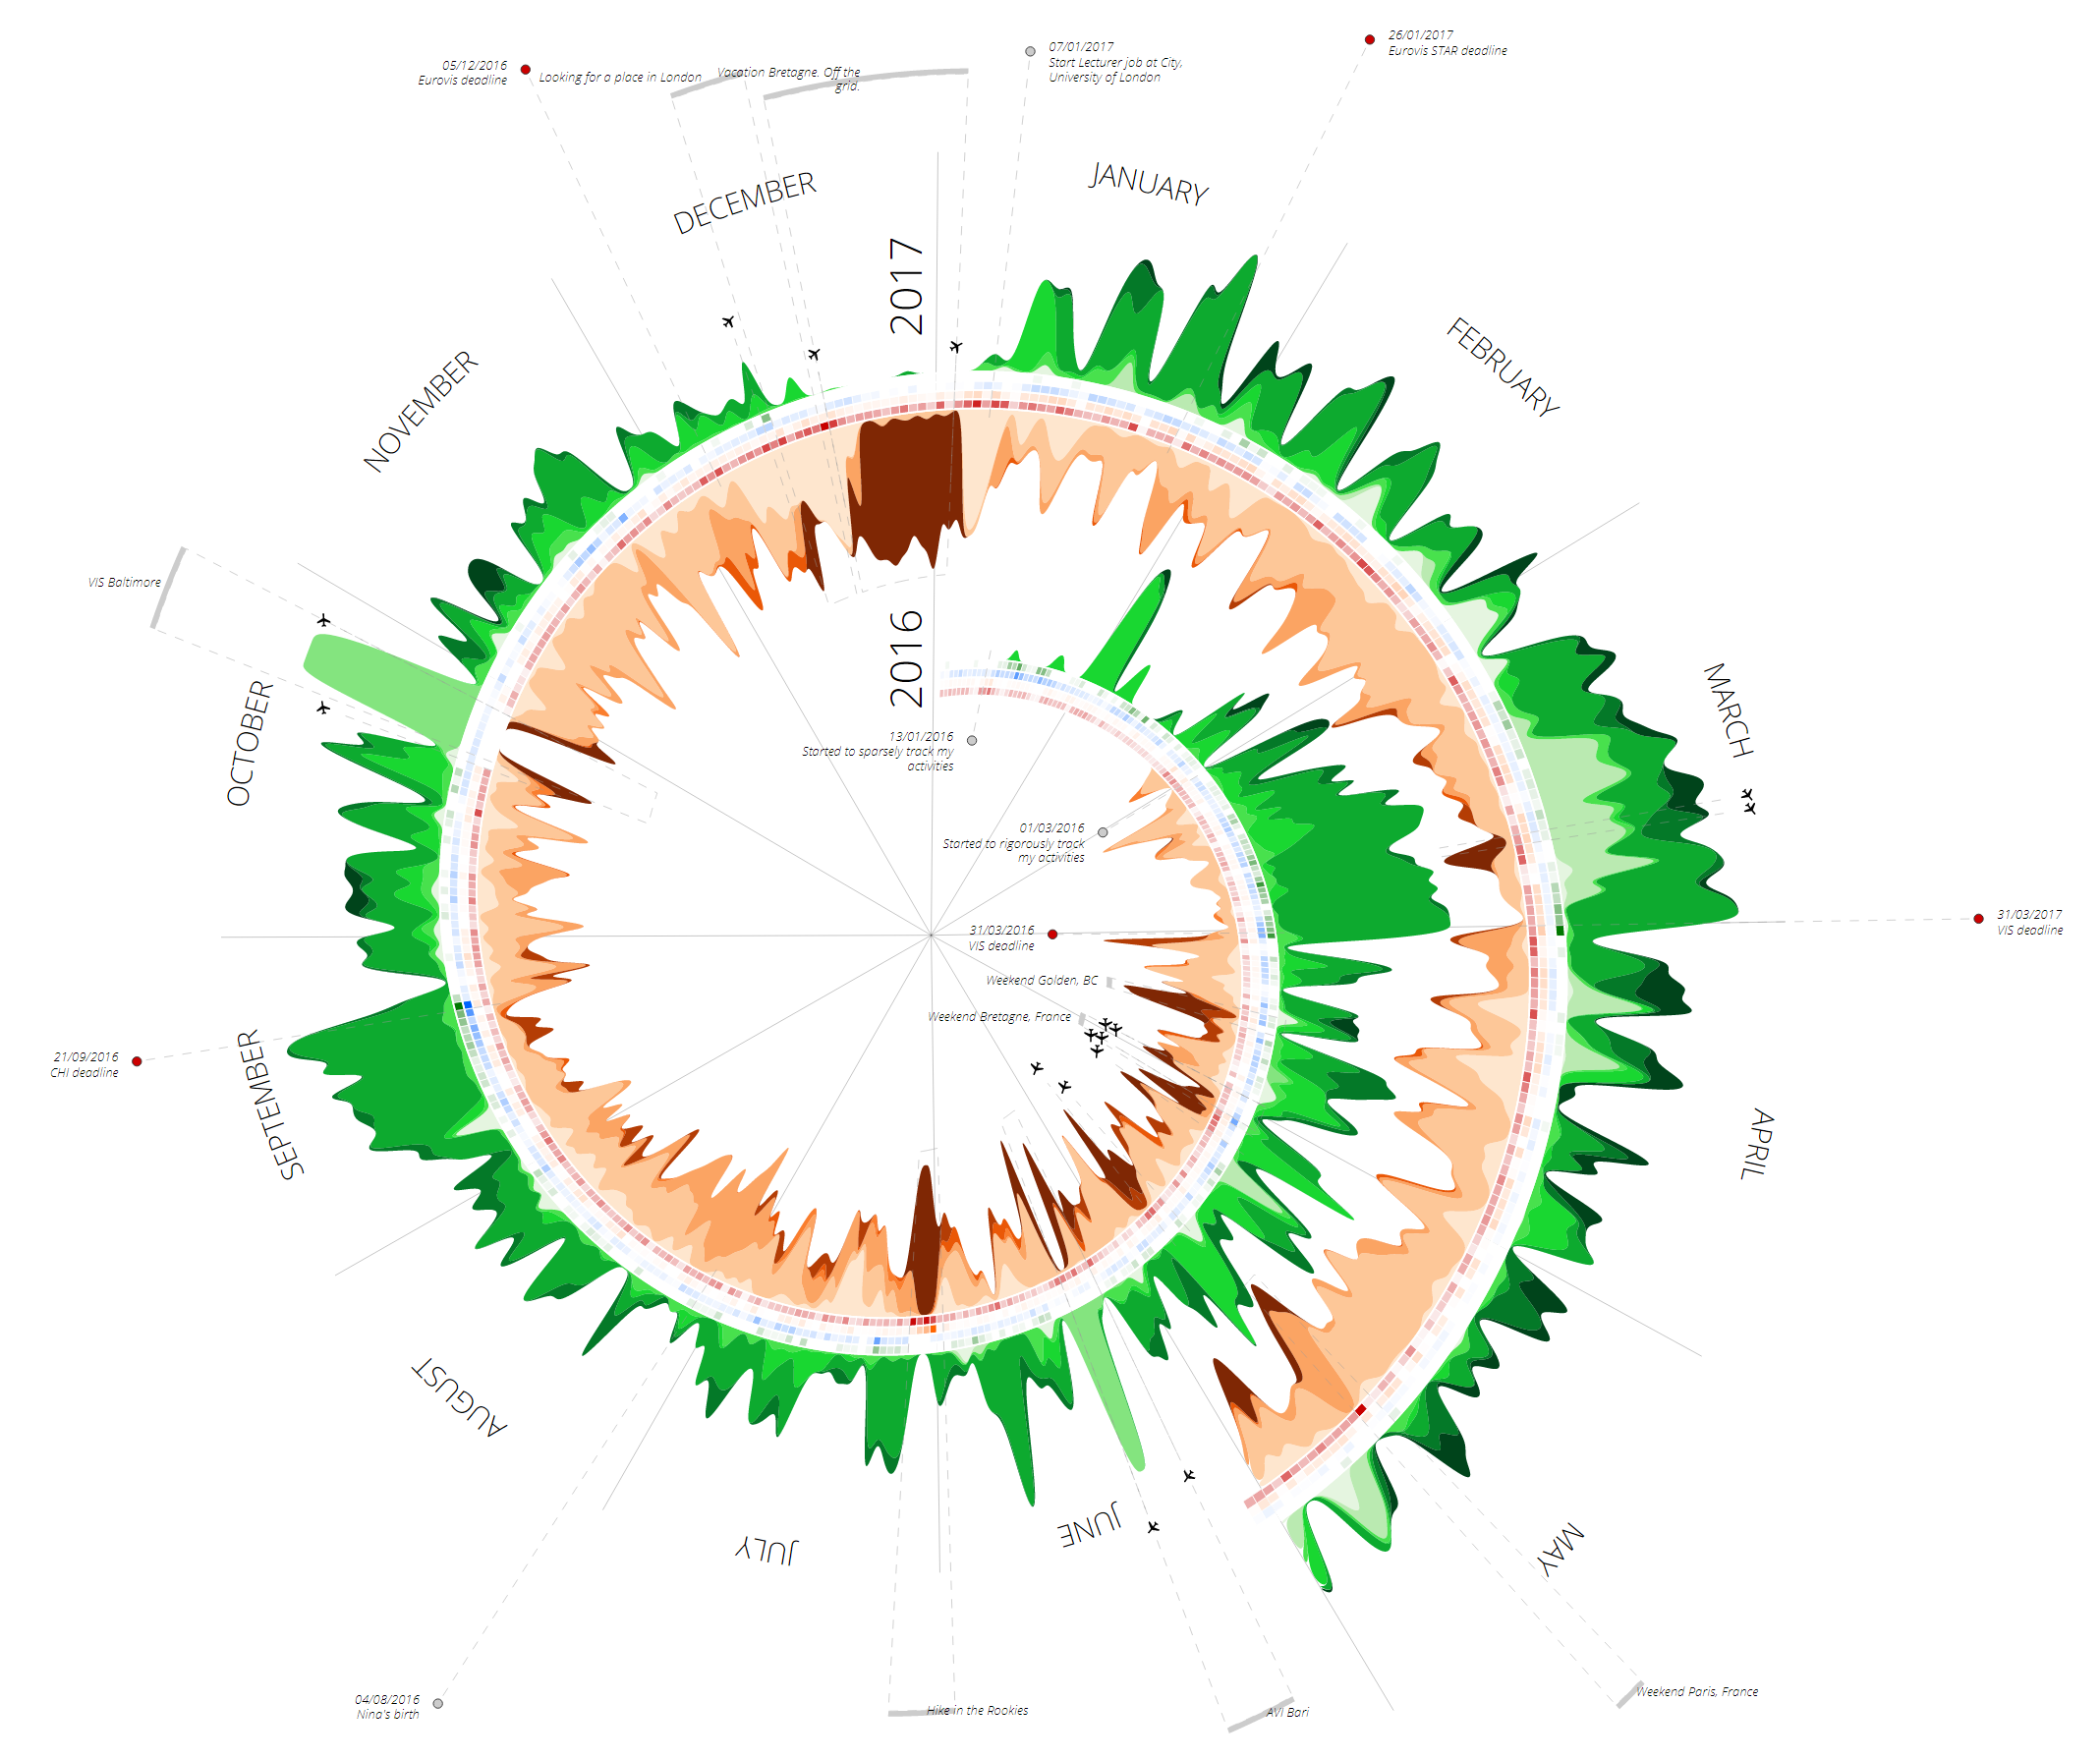 05/12/2016
Eurovis deadline
Looking for a place in London
Vacation Bretagne. Off the
grid.
07/01/2017
Start Lecturer job at City,
University of London
26/01/2017
Eurovis STAR deadline
DECEMBER
JANUARY
2017
FEBRUARY
NOVEMBER
VIS Baltimore
2016
MARCH
OCTOBER
13/01/2016
Started to sparsely track my
activities
01/03/2016
Started to rigorously track
my activities
31/03/2016
VIS deadline
31/03/2017
VIS deadline
Weekend Golden, BC
Weekend Bretagne, France
21/09/2016
CHI deadline
SEPTEMBER
APRIL
AUGUST
JULY
JUNE
MAY
04/08/2016
Nina's birth
Hike in the Rookies
AVI Bari
Weekend Paris, France